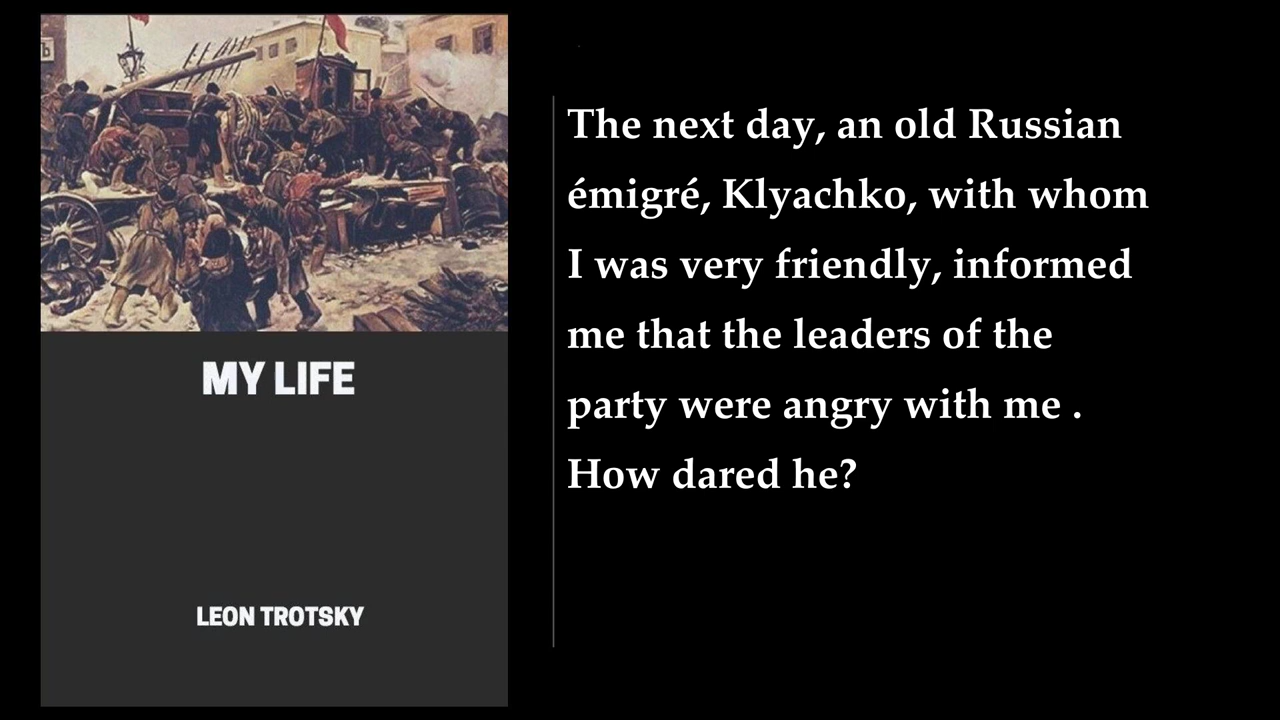 Ъ
MY LIFE
LEON TROTSKY
The next day, an old Russian
émigré, Klyachko, with whom
I was very friendly, informed
me that the leaders of the
party were angry with me .
How dared he?